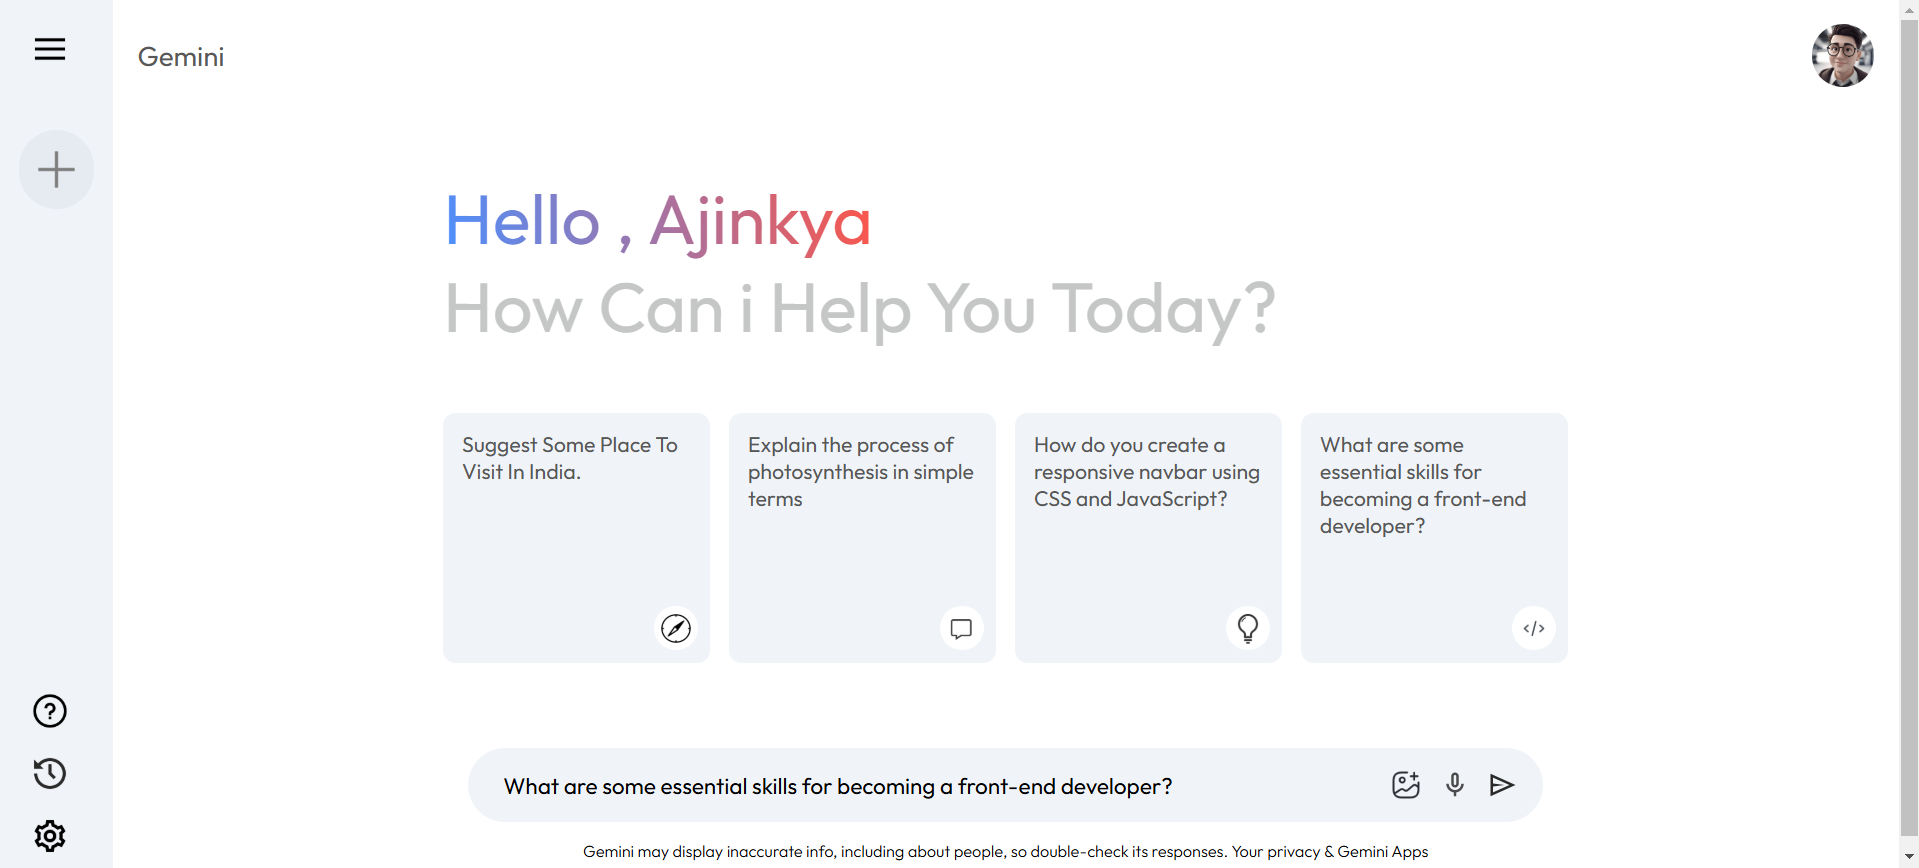 Gemini
Hello , Ajinkya
How Can i Help You Today?
Suggest Some Place To
Visit In India.
Explain the process of
photosynthesis in simple
terms
How do you create a
responsive navbar using
CSS and JavaScript?
What are some
essential skills for
becoming a front-end
developer?
What are some essential skills for becoming a front-end developer?
Gemini may display inaccurate info, including about people, so double-check its responses. Your privacy & Gemini Apps